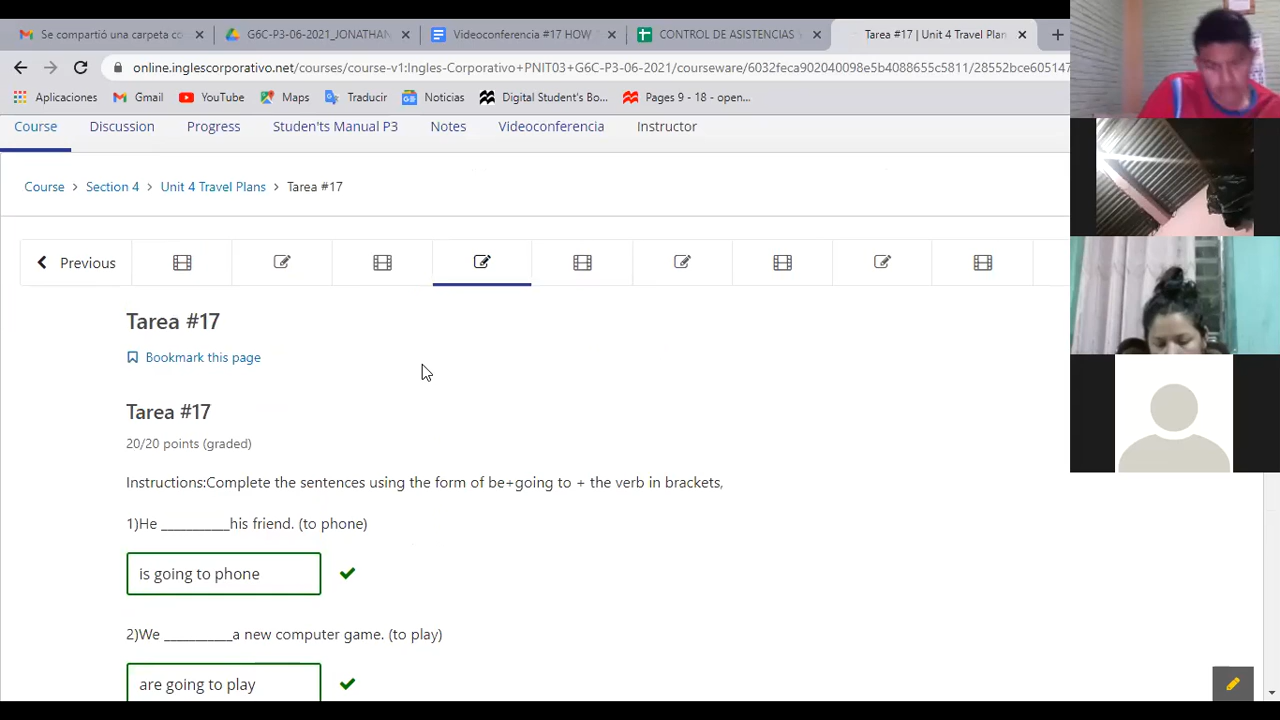 Se compartió una carpeta co
G6C-P3-06-2021_JONATHAN
Videoconferencia #17 HOW
CONTROL DE ASISTENCIAS Y
Tarea #17 | Unit 4 Travel Plan
online.inglescorporativo.net/courses/course-v1:Ingles-Corporativo+PNIT03+G6C-P3-06-2021/courseware/6032feca902040098e5b4088655c5811/28552bce605147
Aplicaciones
Gmail
YouTube
Maps
Traducir
Noticias
Digital Student's Bo...
Pages 9 - 18 - open...
Course
Discussion
Progress
Studen'ts Manual P3
Notes
Videoconferencia
Instructor
Course > Section 4 > Unit 4 Travel Plans > Tarea #17
Previous
Tarea #17
Bookmark this page
Tarea #17
20/20 points (graded)
Instructions:Complete the sentences using the form of be+going to + the verb in brackets,
1)He ___________his friend. (to phone)
is going to phone
2)We ___________a new computer game. (to play)
are going to play